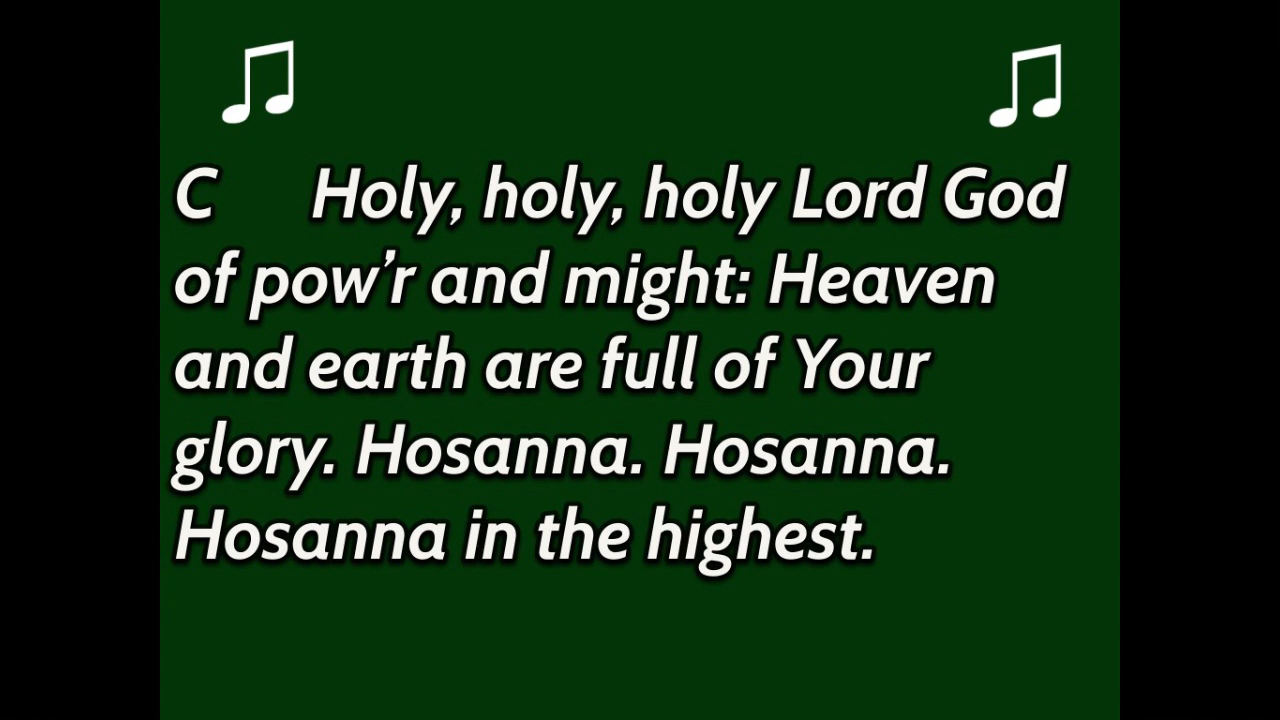 C Holy, holy, holy Lord God
of pow’r and might: Heaven
and earth are full of Your
glory. Hosanna. Hosanna.
Hosanna in the highest.